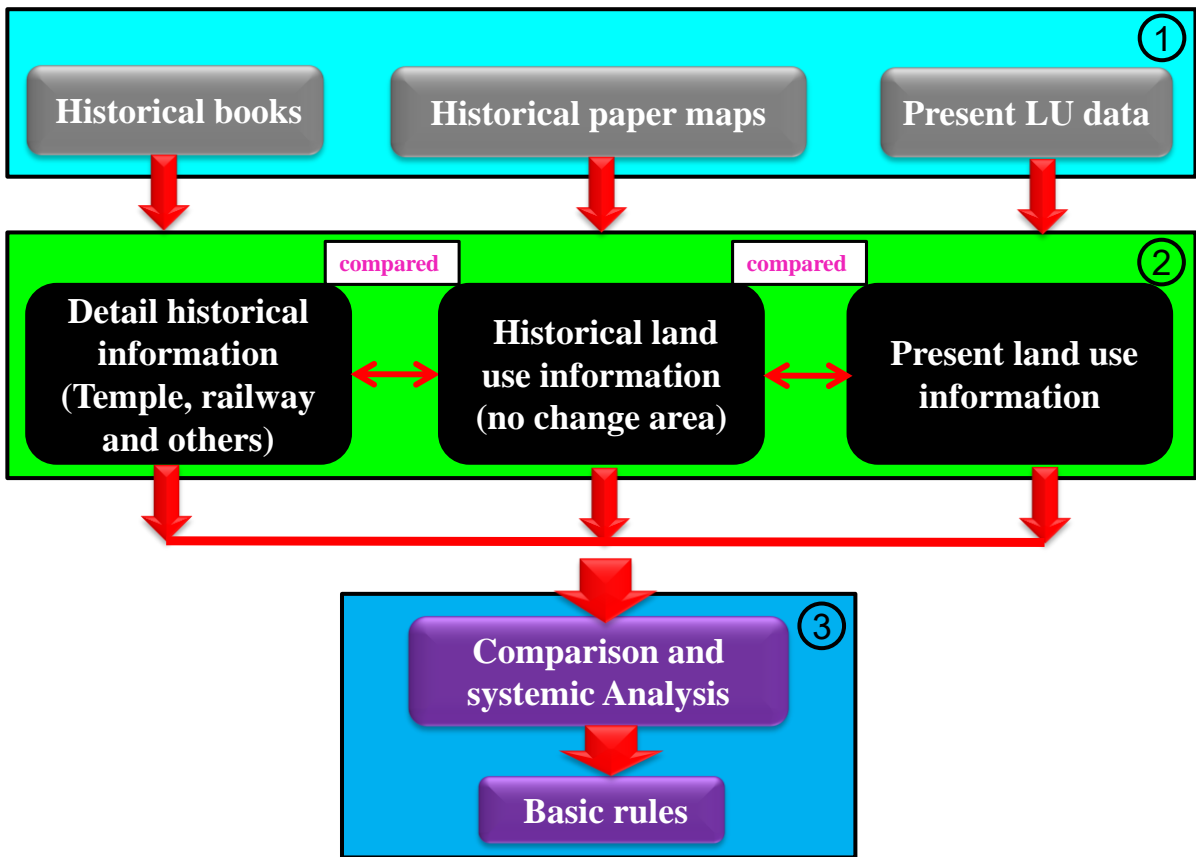 ①
Historical books
Historical paper maps
Present LU data
②
compared
compared
Detail historical
information
(Temple, railway
and others)
Historical land
use information
(no change area)
Present land use
information
③
Comparison and
systemic Analysis
Basic rules